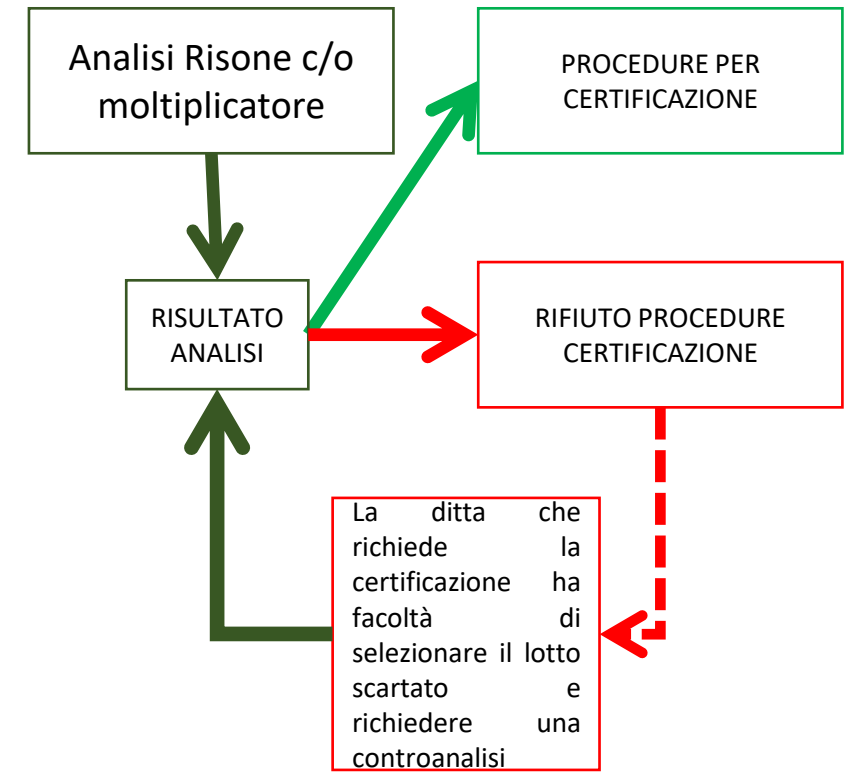 Analisi Risone c/o
moltiplicatore
PROCEDURE PER
CERTIFICAZIONE
RISULTATO
ANALISI
RIFIUTO PROCEDURE
CERTIFICAZIONE
La ditta che
richiede la
certificazione ha
facoltà di
selezionare il lotto
scartato e
richiedere una
controanalisi